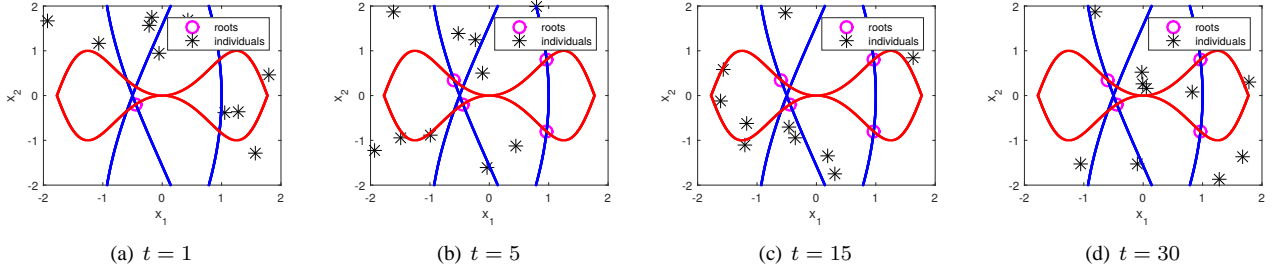 2
1
0
-1
-2
x2
-2
-1
0
1
2
x1
roots
individuals
(a) t = 1
2
1
0
-1
-2
x2
-2
-1
0
1
2
x1
roots
individuals
(b) t = 5
2
1
0
-1
-2
x2
-2
-1
0
1
2
x1
roots
individuals
(c) t = 15
2
1
0
-1
-2
x2
-2
-1
0
1
2
x1
roots
individuals
(d) t = 30